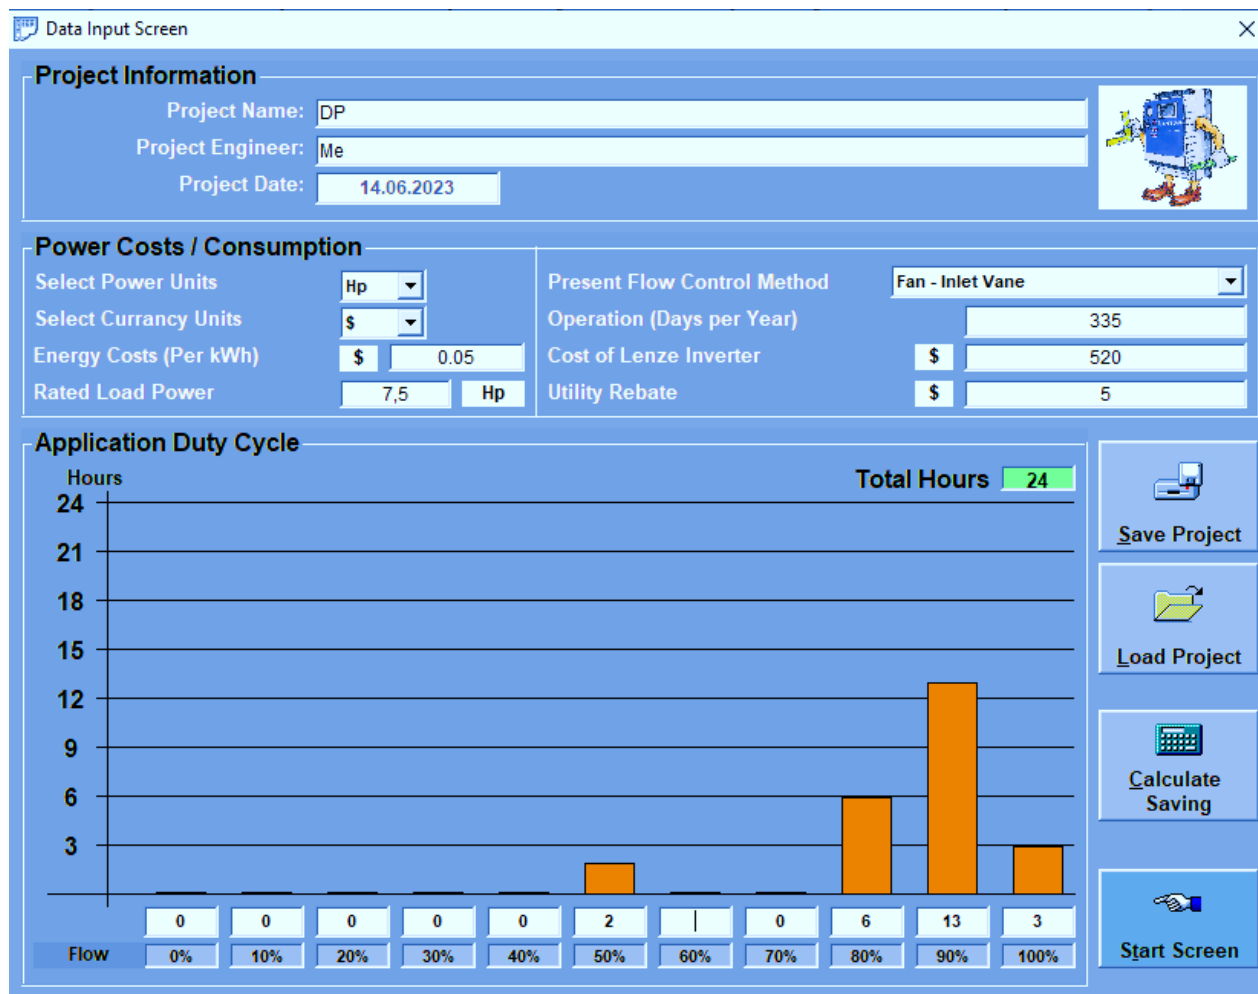 Data Input Screen
Project Information
Project Name: DP
Project Engineer: Me
Project Date: 14.06.2023
Power Costs / Consumption
Select Power Units Hp
Select Currancy Units $
Energy Costs (Per kWh) $ 0.05
Rated Load Power 7,5 Hp
Present Flow Control Method Fan - Inlet Vane
Operation (Days per Year) 335
Cost of Lenze Inverter $ 520
Utility Rebate $ 5
Application Duty Cycle
Hours
Total Hours 24
24
21
18
15
12
9
6
3
0 0 0 0 0 2 0 6 13 3
Flow 0% 10% 20% 30% 40% 50% 60% 70% 80% 90% 100%
Save Project
Load Project
Calculate
Saving
Start Screen